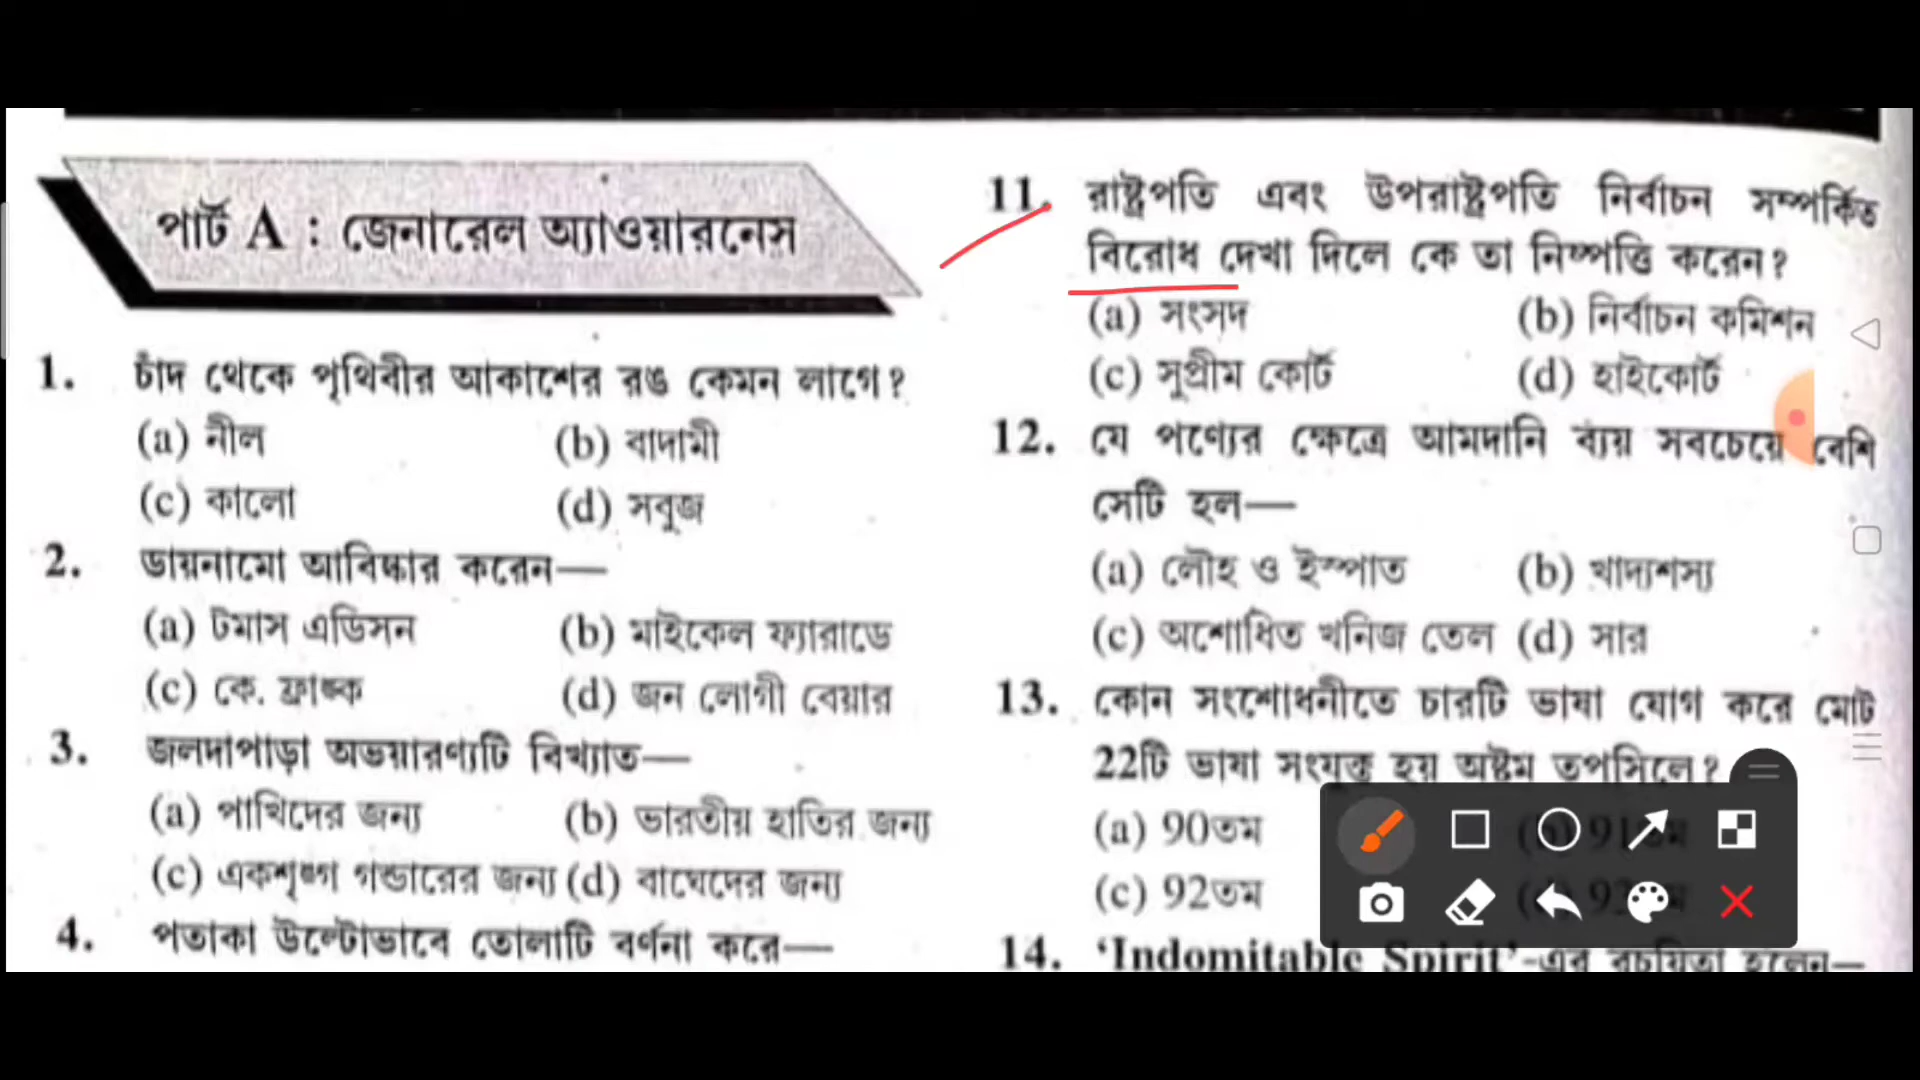 পার্ট A : জেনারেল অ্যাওয়ারনেস
1. চাঁদ থেকে পৃথিবীর আকাশের রঙ কেমন লাগে?
(a) নীল (b) বাদামী
(c) কালো (d) সবুজ
2. ডায়নামো আবিষ্কার করেন—
(a) টমাস এডিসন (b) মাইকেল ফ্যারাডে
(c) কে. ফ্রাঙ্ক (d) জন লোগী বেয়ার
3. জলদাপাড়া অভয়ারণ্যটি বিখ্যাত—
(a) পাখিদের জন্য (b) ভারতীয় হাতির জন্য
(c) একশৃঙ্গ গন্ডারের জন্য (d) বাঘেদের জন্য
4. পতাকা উল্টোভাবে তোলাটি বর্ণনা করে—
11. রাষ্ট্রপতি এবং উপরাষ্ট্রপতি নির্বাচন সম্পর্কিত
বিরোধ দেখা দিলে কে তা নিষ্পত্তি করেন?
(a) সংসদ (b) নির্বাচন কমিশন
(c) সুপ্রীম কোর্ট (d) হাইকোর্ট
12. যে পণ্যের ক্ষেত্রে আমদানি ব্যয় সবচেয়ে বেশি
সেটি হল—
(a) লৌহ ও ইস্পাত (b) খাদ্যশস্য
(c) অশোধিত খনিজ তেল (d) সার
13. কোন সংশোধনীতে চারটি ভাষা যোগ করে মোট
22টি ভাষা সংযুক্ত হয় অষ্টম তপসিলে?
(a) 90তম (b) 91তম
(c) 92তম
14. ‘Indomitable Spirit’-এর রচয়িতা হলেন—